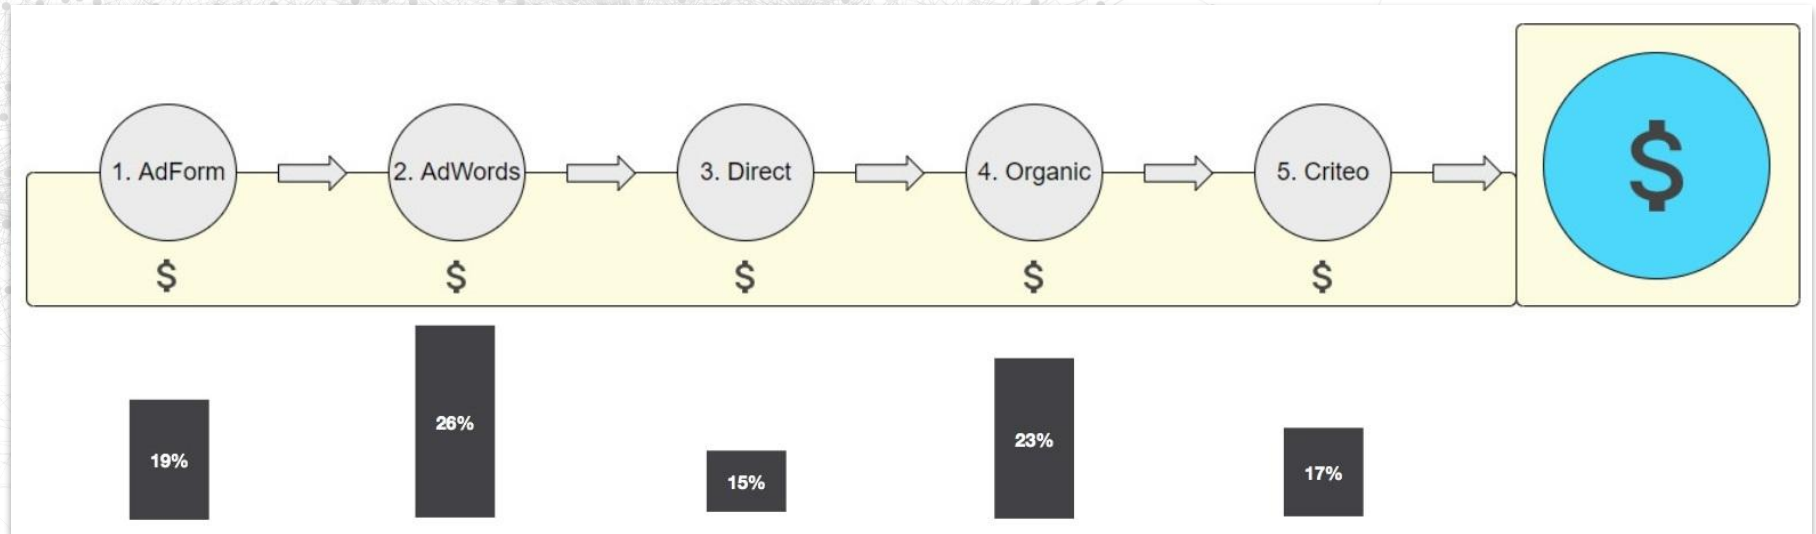 1. AdForm
2. AdWords
3. Direct
4. Organic
5. Criteo
$
$
$
$
$
$
19%
26%
15%
23%
17%